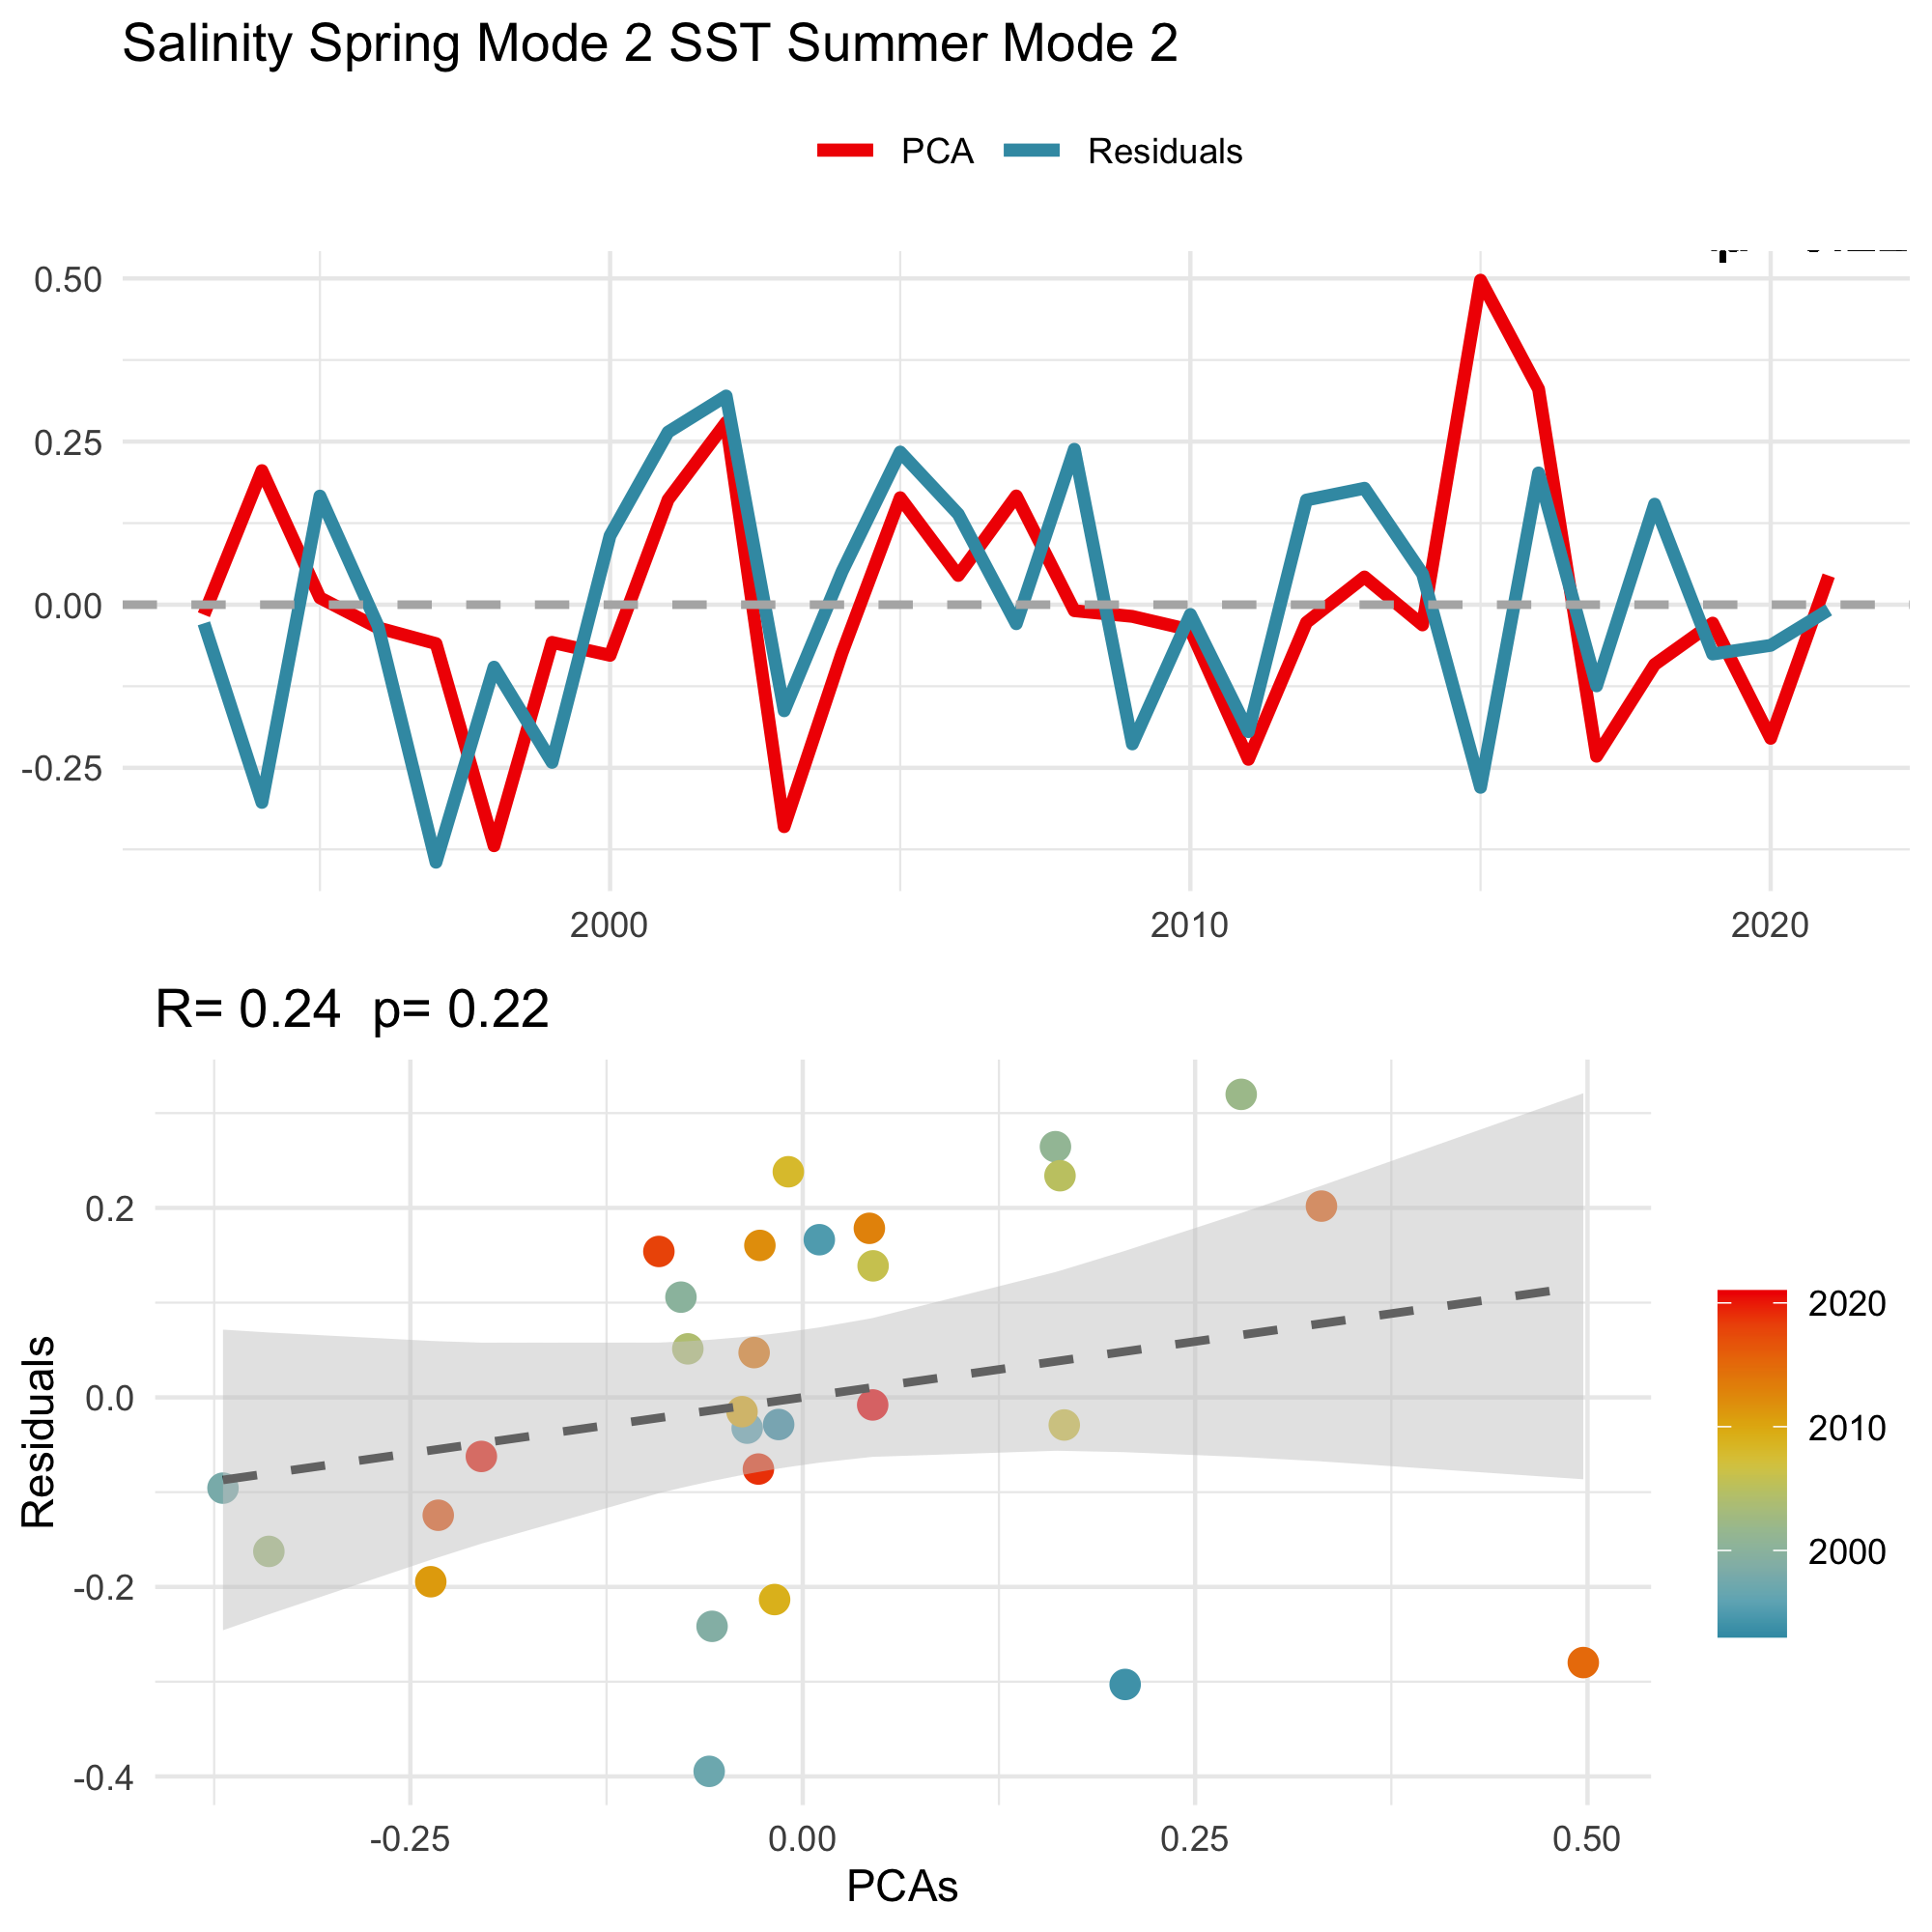 Salinity Spring Mode 2 SST Summer Mode 2
PCA Residuals
0.50
0.25
0.00
-0.25
2000 2010 2020
R= 0.24 p= 0.22
Residuals
0.2
0.0
-0.2
-0.4
-0.25 0.00 0.25 0.50
PCAs
2020
2010
2000